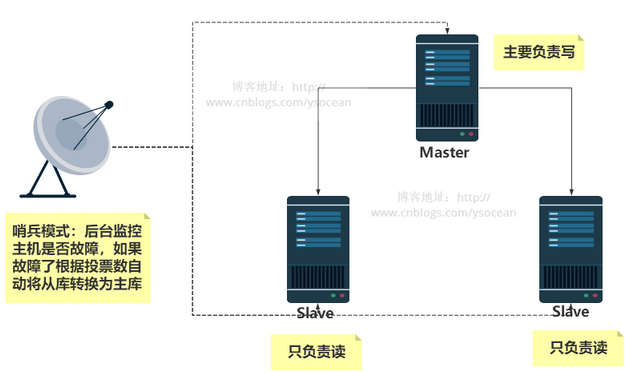 主要负责写
博客地址：http://
www.cnblogs.com/ysocean
Master
博客地址：http://
www.cnblogs.com/ysocean
哨兵模式：后台监控
主机是否故障，如果
故障了根据投票数自
动将从库转换为主库
Slave
Slave
只负责读
只负责读